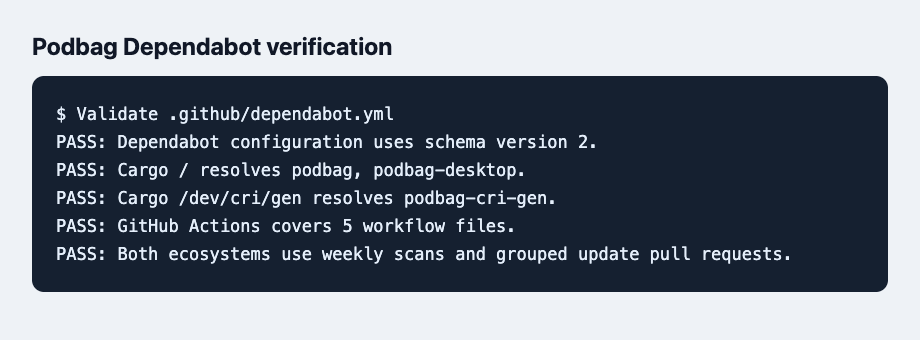 Podbag Dependabot verification
$ Validate .github/dependabot.yml
PASS: Dependabot configuration uses schema version 2.
PASS: Cargo / resolves podbag, podbag-desktop.
PASS: Cargo /dev/cri/gen resolves podbag-cri-gen.
PASS: GitHub Actions covers 5 workflow files.
PASS: Both ecosystems use weekly scans and grouped update pull requests.